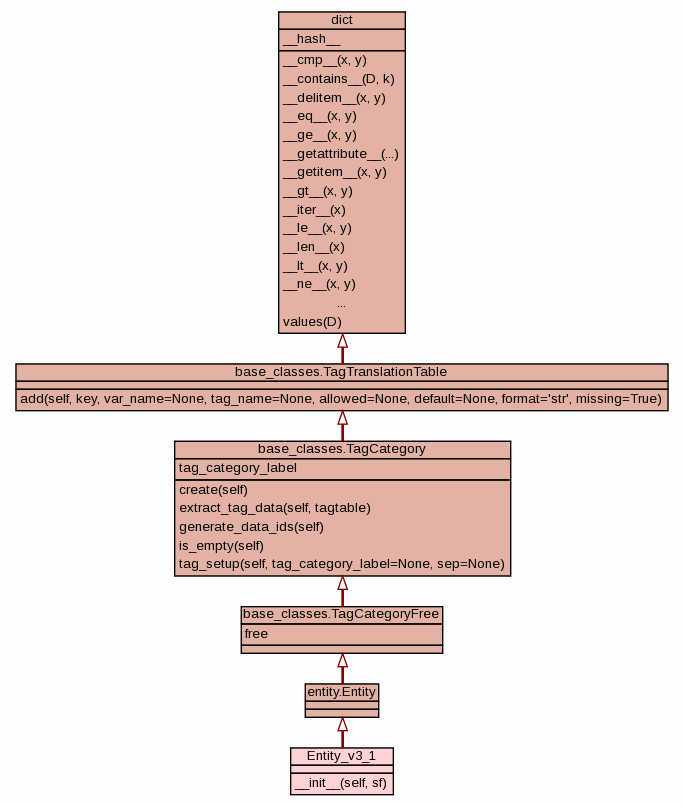 dict
__hash__
__cmp__(x, y)
__contains__(D, k)
__delitem__(x, y)
__eq__(x, y)
__ge__(x, y)
__getattribute__(...)
__getitem__(x, y)
__gt__(x, y)
__iter__(x)
__le__(x, y)
__len__(x)
__lt__(x, y)
__ne__(x, y)
...
values(D)
base_classes.TagTranslationTable
add(self, key, var_name=None, tag_name=None, allowed=None, default=None, format='str', missing=True)
base_classes.TagCategory
tag_category_label
create(self)
extract_tag_data(self, tagtable)
generate_data_ids(self)
is_empty(self)
tag_setup(self, tag_category_label=None, sep=None)
base_classes.TagCategoryFree
free
entity.Entity
Entity_v3_1
__init__(self, sf)